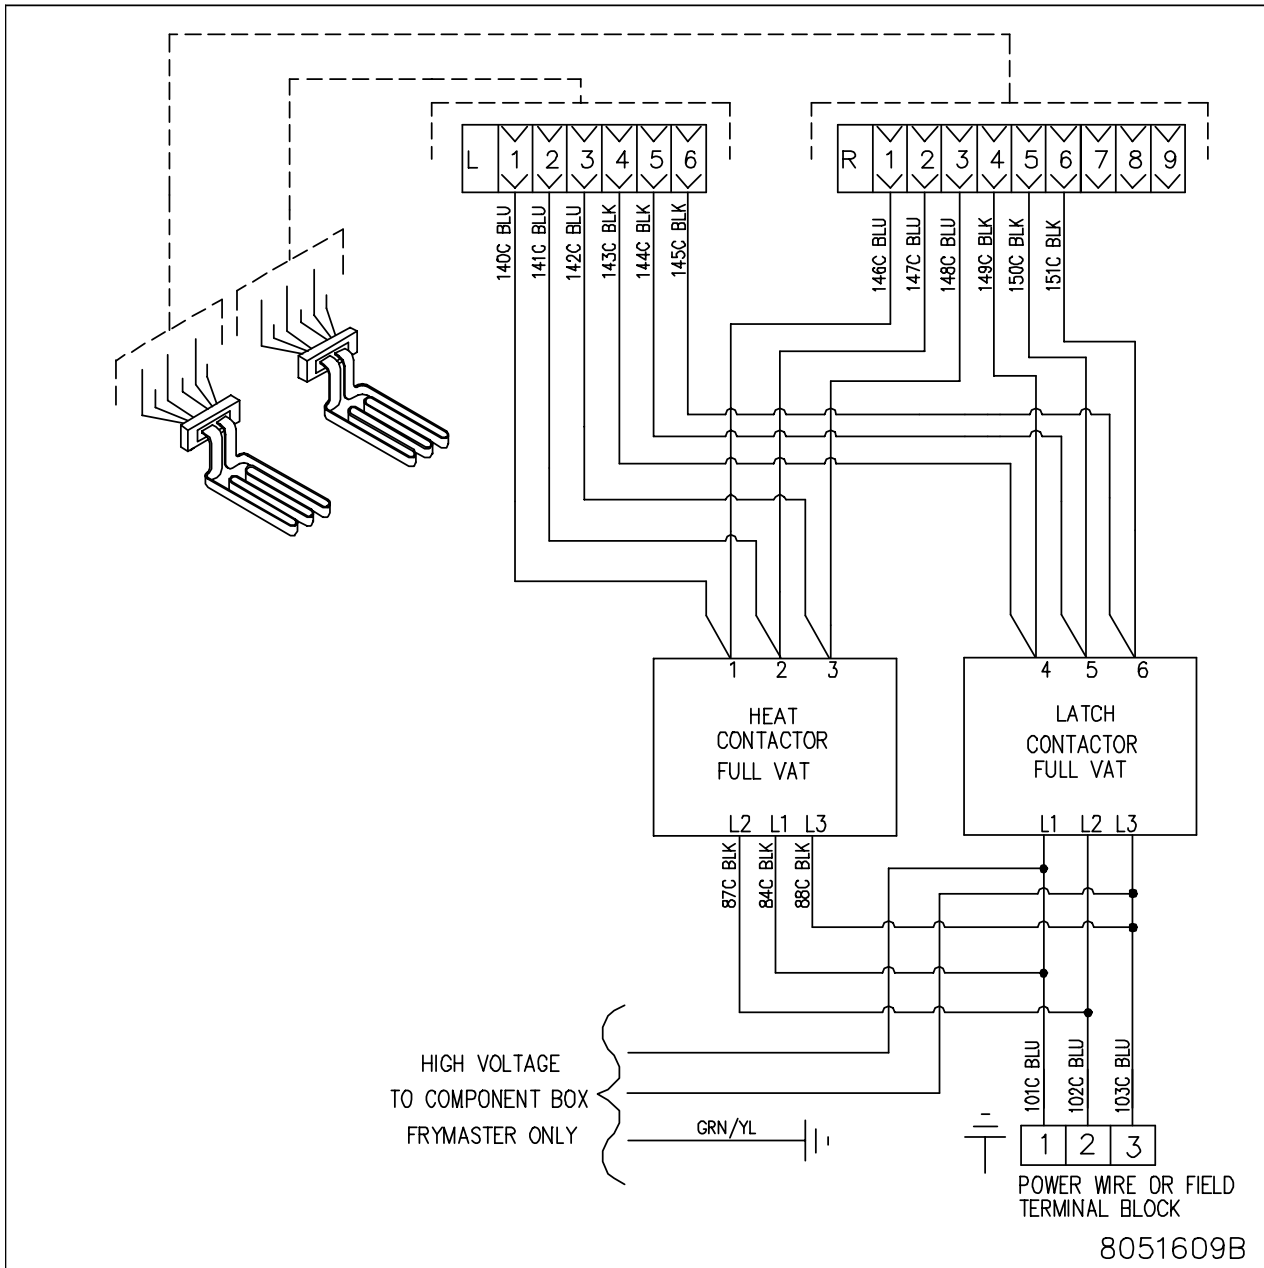 L 1 2 3 4 5 6
R 1 2 3 4 5 6 7 8 9
140C BLU
141C BLU
142C BLU
143C BLK
144C BLK
145C BLK
146C BLU
147C BLU
148C BLU
149C BLK
150C BLK
151C BLK
1 2 3
HEAT
CONTACTOR
FULL VAT
L2 L1 L3
4 5 6
LATCH
CONTACTOR
FULL VAT
L1 L2 L3
87C BLK
84C BLK
88C BLK
HIGH VOLTAGE
TO COMPONENT BOX
FRYMASTER ONLY
GRN/YL
101C BLU
102C BLU
103C BLU
1 2 3
POWER WIRE OR FIELD
TERMINAL BLOCK
8051609B